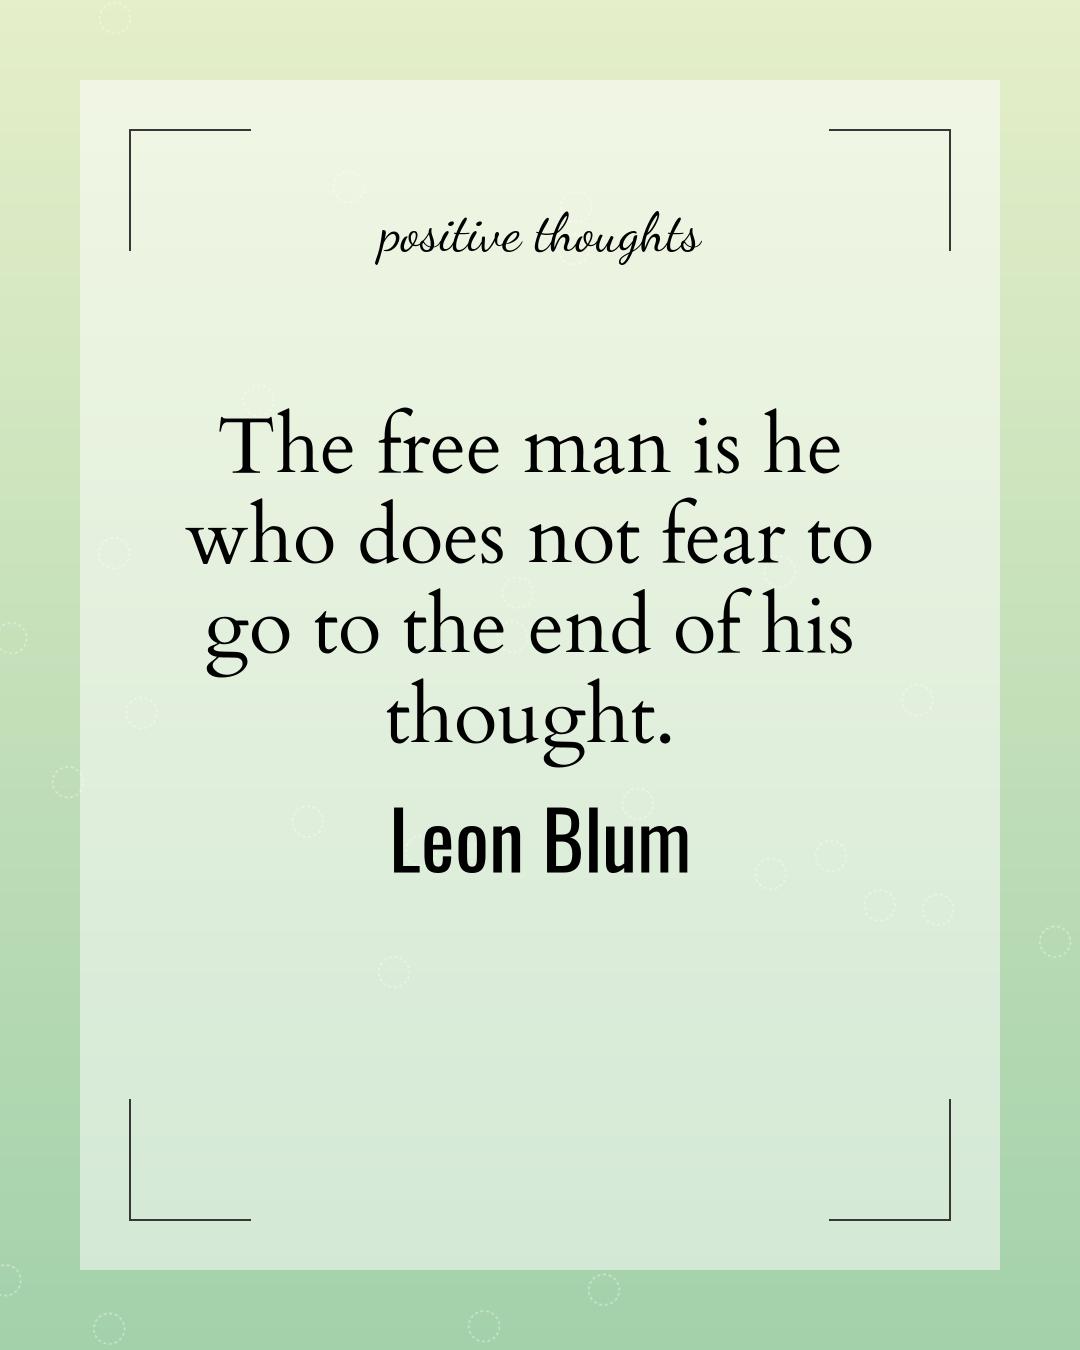 positive thoughts
The free man is he
who does not fear to
go to the end of his
thought.
Leon Blum